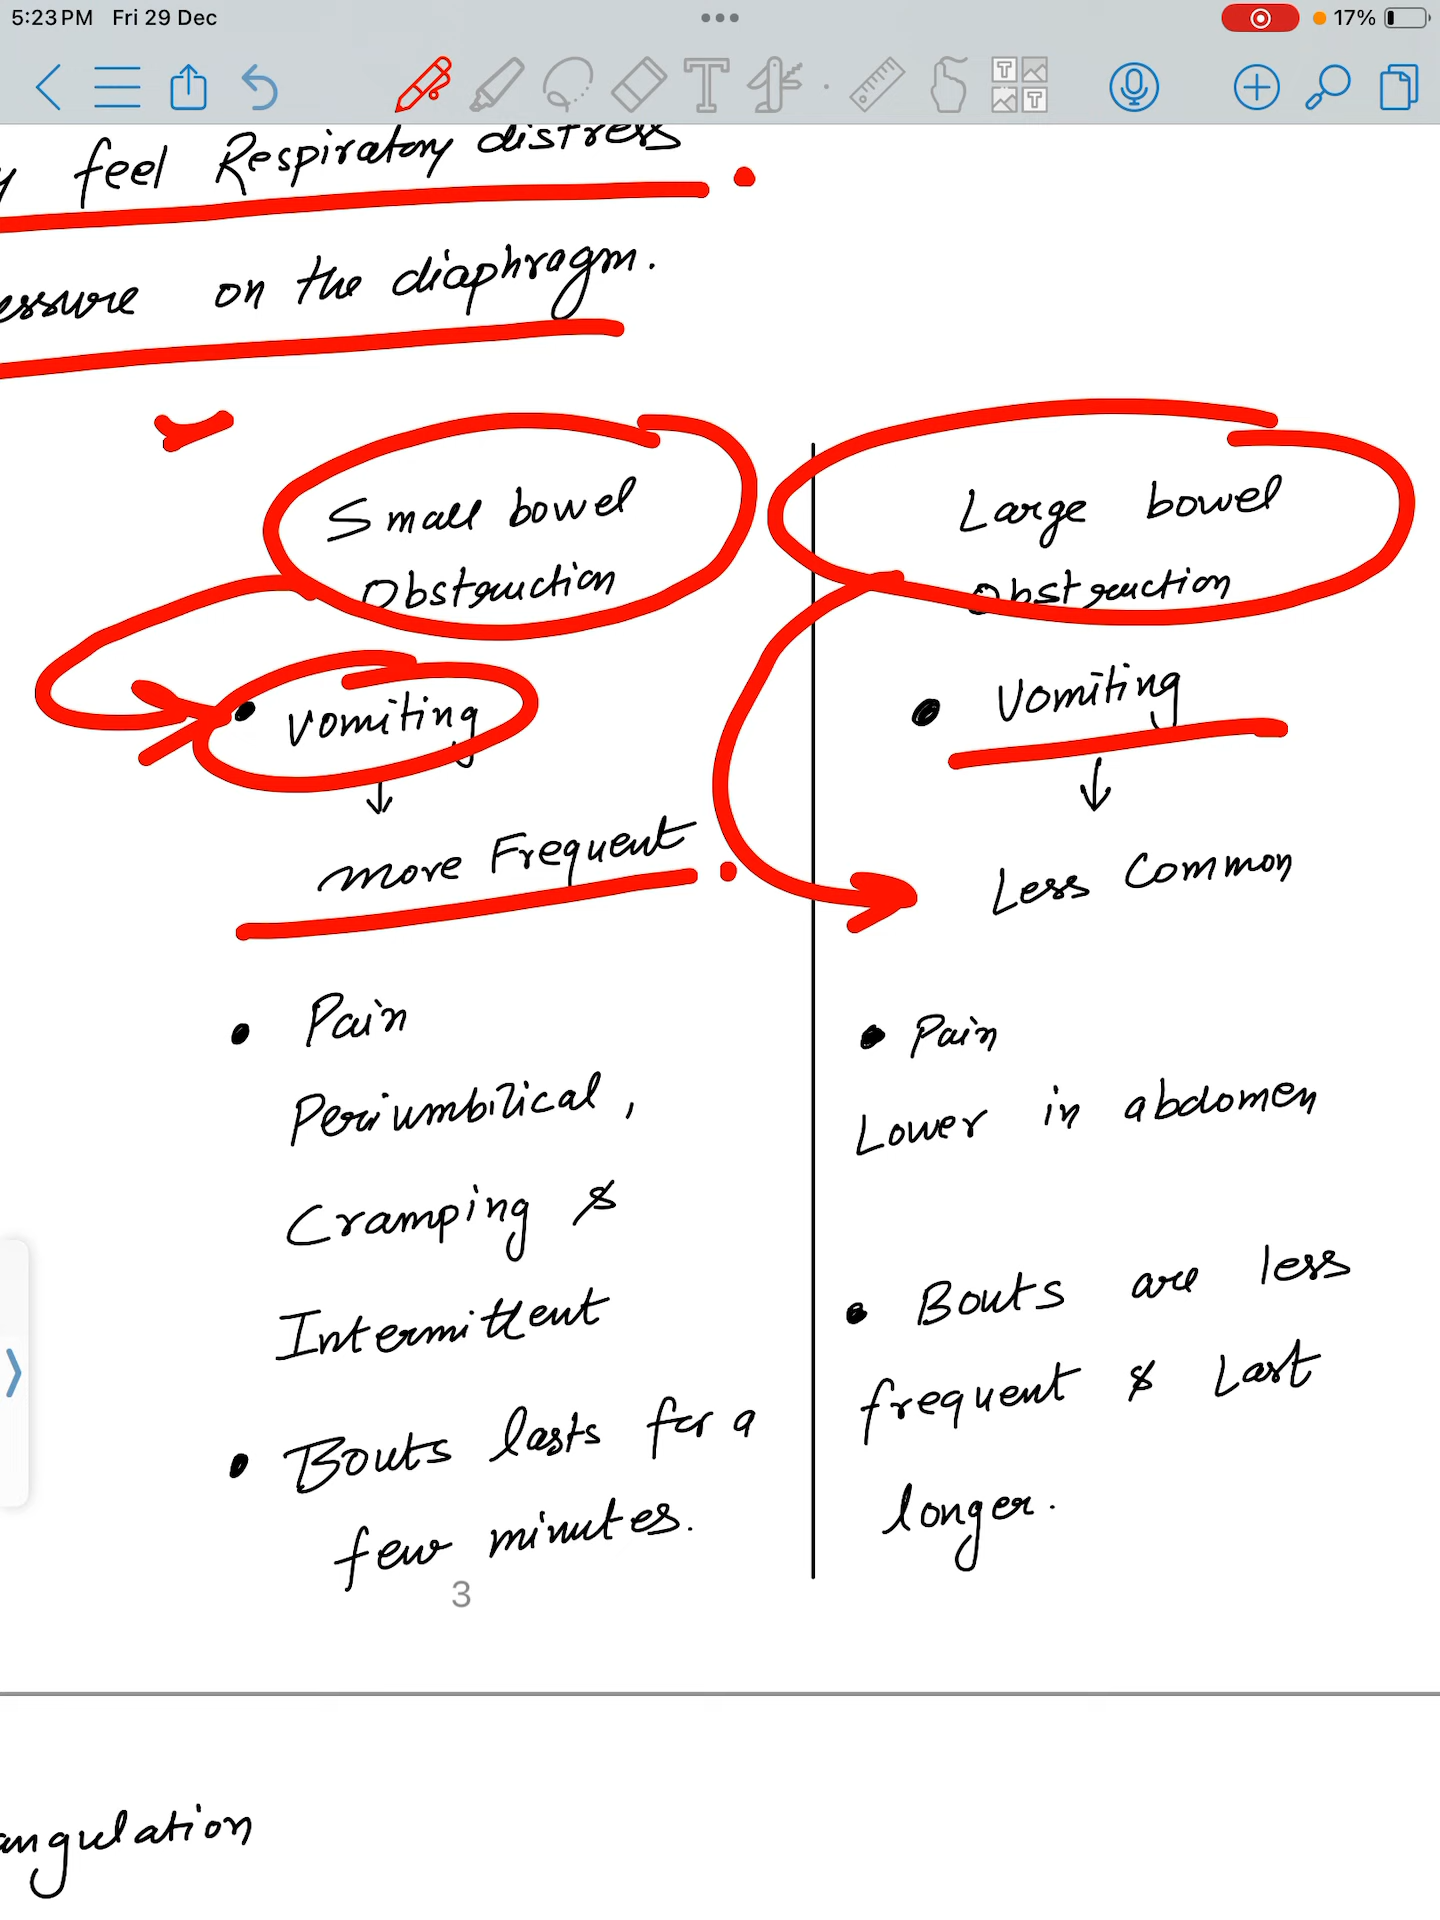 5:23 PM Fri 29 Dec
17%
y feel Respiratory distress
essure on the diaphragm.
Small bowel
Obstruction
Large bowel
Obstruction
• Vomiting
↓
more Frequent
• Vomiting
↓
Less Common
• Pain
Periumbilical,
Cramping &
Intermittent
• Bouts lasts for a
few minutes.
• Pain
Lower in abdomen
• Bouts are less
frequent & Last
longer.
3
angulation